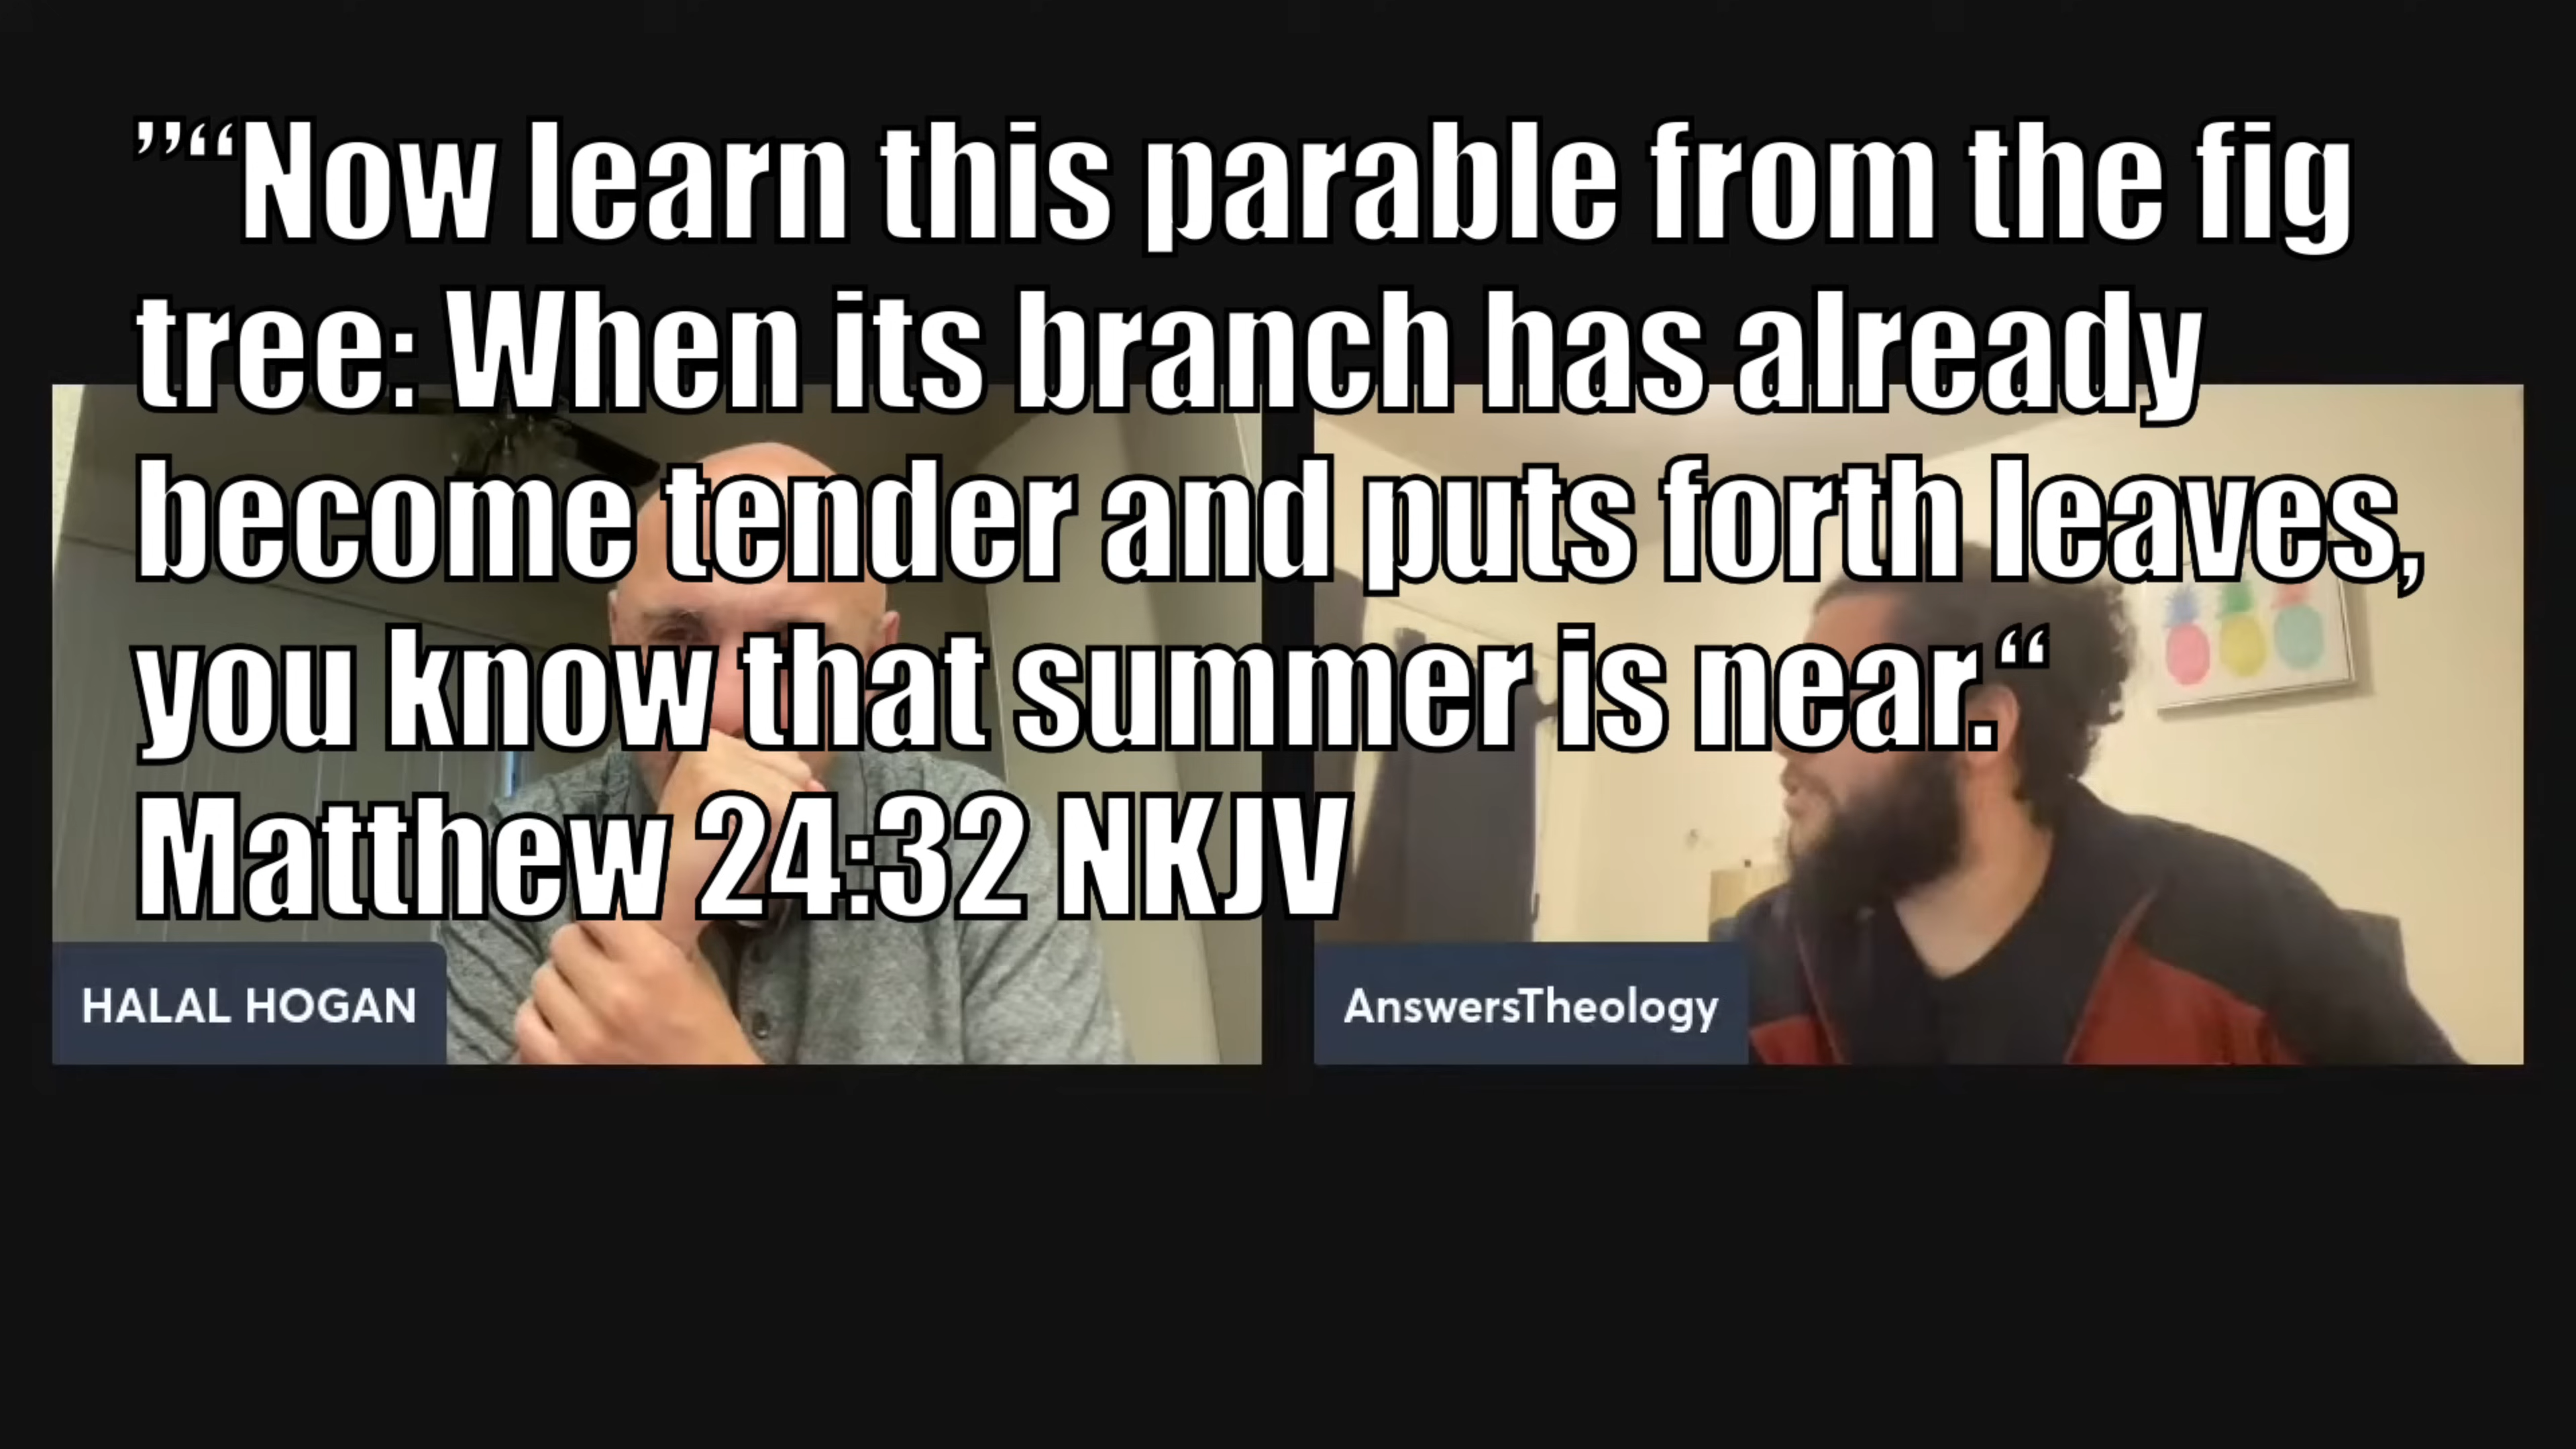 ”“Now learn this parable from the fig
tree: When its branch has already
become tender and puts forth leaves,
you know that summer is near.“
Matthew 24:32 NKJV
HALAL HOGAN
AnswersTheology